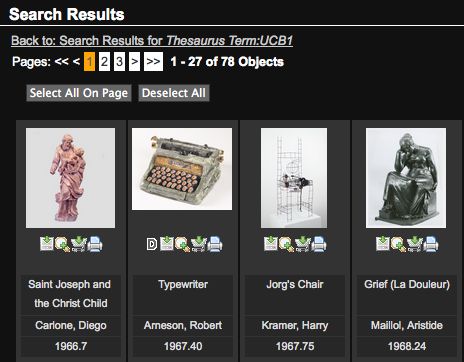 Search Results
Back to: Search Results for Thesaurus Term:UCB1
Pages: << < 1 2 3 > >> 1 - 27 of 78 Objects
Select All On Page Deselect All
D
Saint Joseph and the Christ Child
Carlone, Diego
1966.7
Typewriter
Arneson, Robert
1967.40
Jorg's Chair
Kramer, Harry
1967.75
Grief (La Douleur)
Maillol, Aristide
1968.24